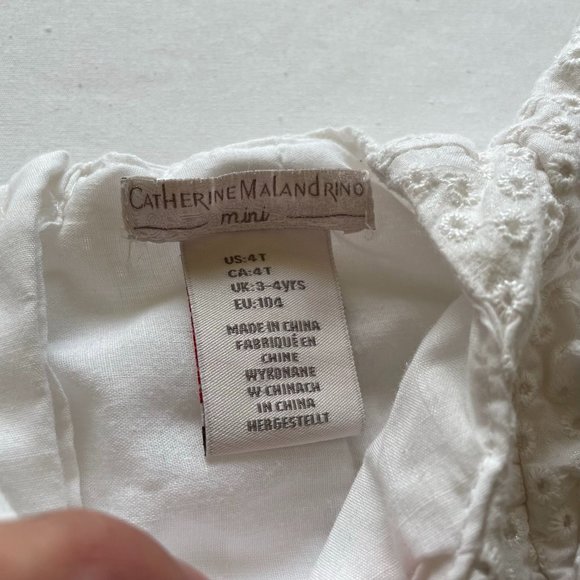 CATHERINE MALANDRINO
mini
US:4T
CA:4T
UK:3-4yrs
EU:104
MADE IN CHINA
FABRIQUÉ EN
CHINE
WYKONANE
W CHINACH
IN CHINA
HERGESTELLT